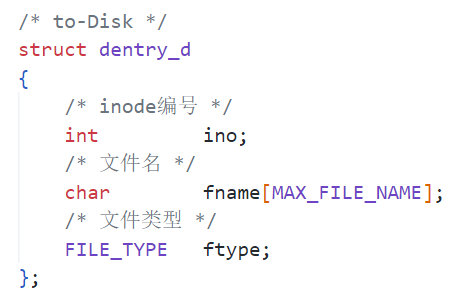 /* to-Disk */
struct dentry_d
{
    /* inode编号 */
    int         ino;
    /* 文件名 */
    char        fname[MAX_FILE_NAME];
    /* 文件类型 */
    FILE_TYPE   ftype;
};